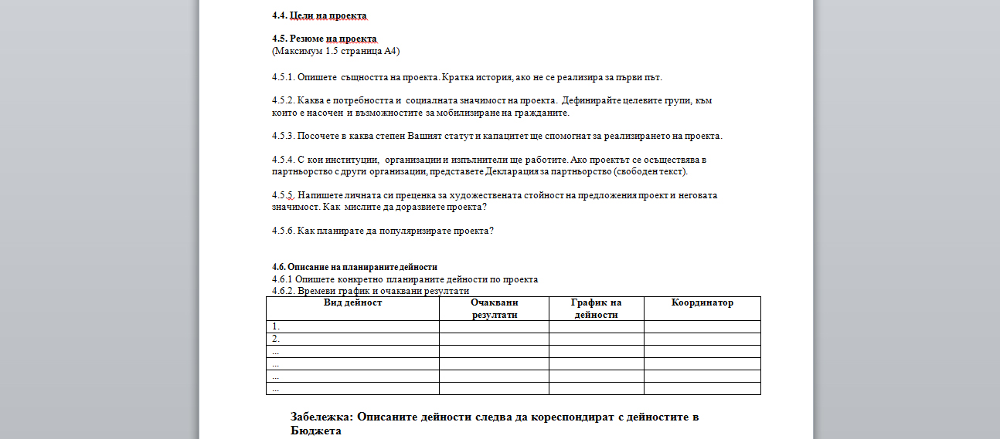 4.4. Цели на проекта
4.5. Резюме на проекта
(Максимум 1.5 страница А4)
4.5.1. Опишете същността на проекта. Кратка история, ако не се реализира за първи път.
4.5.2. Каква е потребността и социалната значимост на проекта. Дефинирайте целевите групи, към
които е насочен и възможностите за мобилизиране на гражданите.
4.5.3. Посочете в каква степен Вашият статут и капацитет ще спомогнат за реализирането на проекта.
4.5.4. С кои институции, организации и изпълнители ще работите. Ако проектът се осъществява в
партньорство с други организации, представете Декларация за партньорство (свободен текст).
4.5.5. Напишете личната си преценка за художествената стойност на предложения проект и неговата
значимост. Как мислите да доразвиете проекта?
4.5.6. Как планирате да популяризирате проекта?
4.6. Описание на планираните дейности
4.6.1 Опишете конкретно планираните дейности по проекта
4.6.2. Времеви график и очаквани резултати
Вид дейност Очаквани График на Координатор
резултати дейности
1.
2.
...
...
...
...
Забележка: Описаните дейности следва да кореспондират с дейностите в
Бюджета